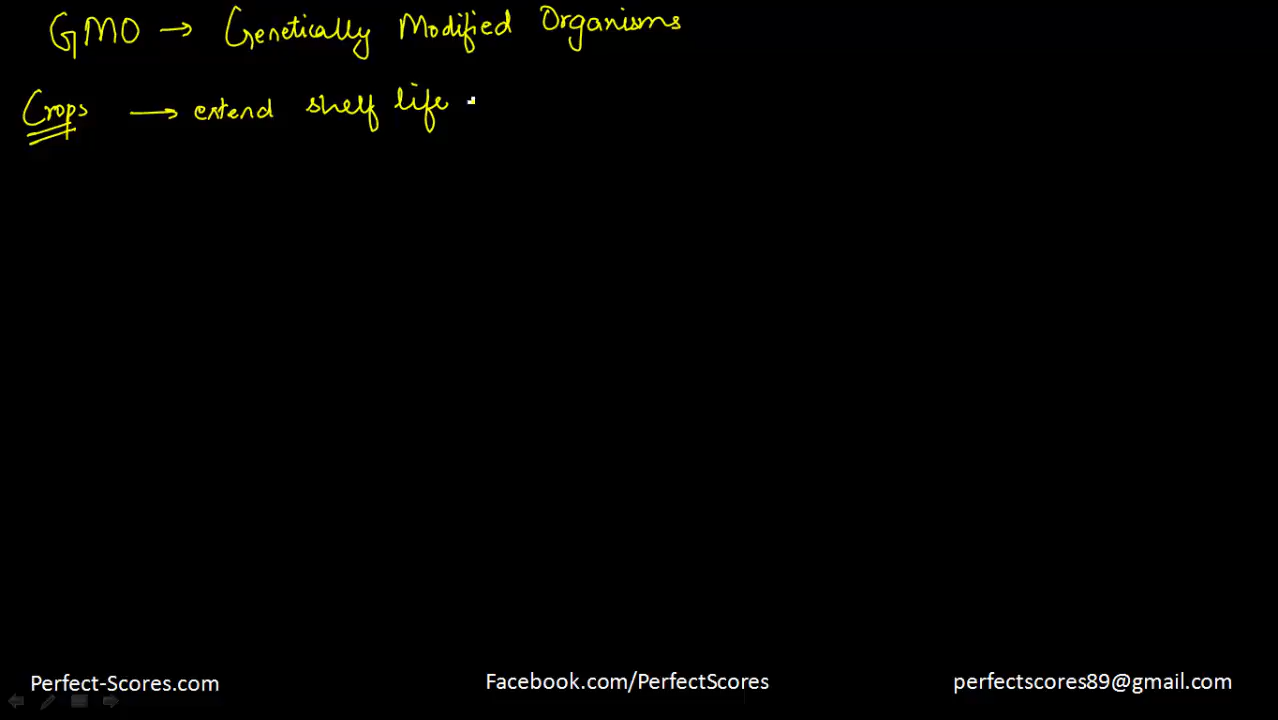 GMO → Genetically Modified Organisms
Crops → extend shelf life
Perfect-Scores.com
Facebook.com/PerfectScores
perfectscores89@gmail.com